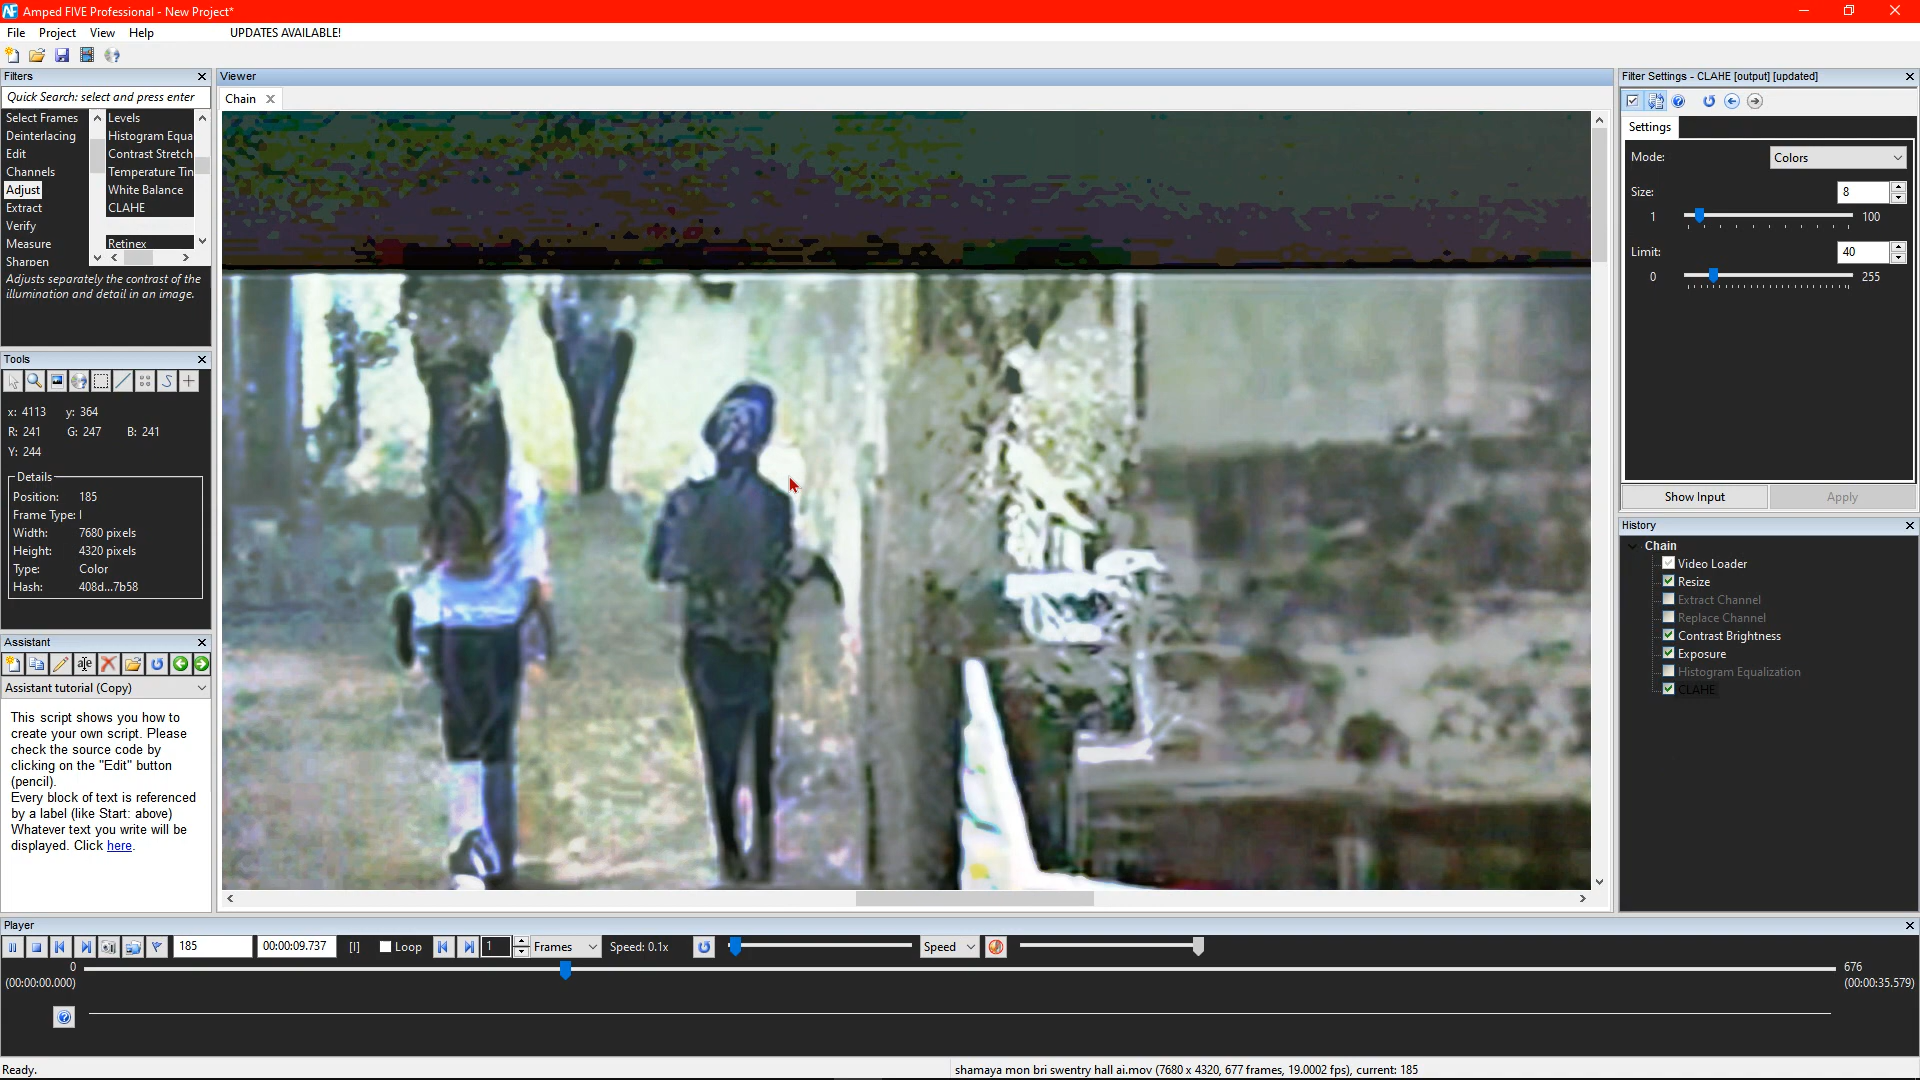 Amped FIVE Professional - New Project*
File Project View Help UPDATES AVAILABLE!
Filters
Quick Search: select and press enter
Select Frames
Deinterlacing
Edit
Channels
Adjust
Extract
Verify
Measure
Sharpen
Levels
Histogram Equa
Contrast Stretch
Temperature Tin
White Balance
CLAHE
Retinex
Adjusts separately the contrast of the
illumination and detail in an image.
Tools
x: 4113 y: 364
R: 241 G: 247 B: 241
Y: 244
Details
Position: 185
Frame Type: I
Width: 7680 pixels
Height: 4320 pixels
Type: Color
Hash: 408d...7b58
Assistant
Assistant tutorial (Copy)
This script shows you how to
create your own script. Please
check the source code by
clicking on the "Edit" button
(pencil).
Every block of text is referenced
by a label (like Start: above)
Whatever text you write will be
displayed. Click here.
Viewer
Chain
Filter Settings - CLAHE [output] [updated]
Settings
Mode: Colors
Size: 8
1 100
Limit: 40
0 255
Show Input Apply
History
Chain
Video Loader
Resize
Extract Channel
Replace Channel
Contrast Brightness
Exposure
Histogram Equalization
CLAHE
Player
185 00:00:09.737 [I] Loop 1 Frames Speed: 0.1x Speed
0 676
(00:00:00.000) (00:00:35.579)
Ready. shamaya mon bri swentry hall ai.mov (7680 x 4320, 677 frames, 19.0002 fps), current: 185